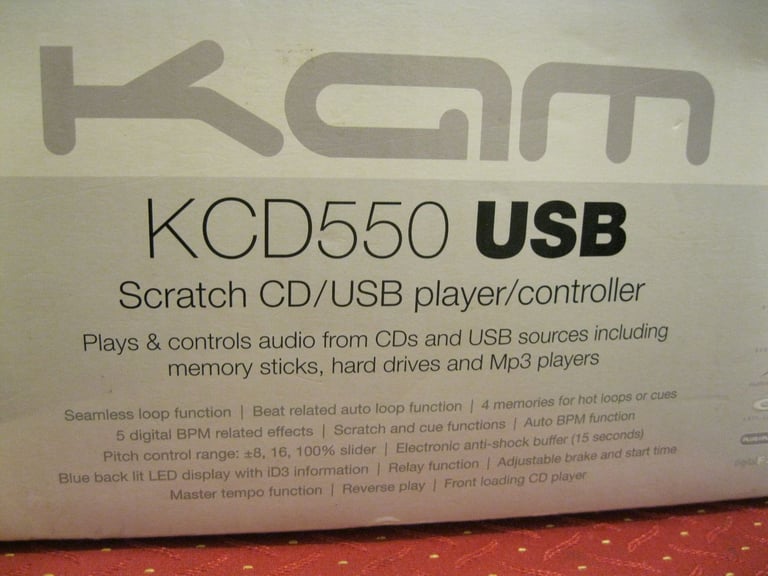 KAM
KCD550 USB
Scratch CD/USB player/controller
Plays & controls audio from CDs and USB sources including
memory sticks, hard drives and Mp3 players
Seamless loop function | Beat related auto loop function | 4 memories for hot loops or cues
5 digital BPM related effects | Scratch and cue functions | Auto BPM function
Pitch control range: ±8, 16, 100% slider | Electronic anti-shock buffer (15 seconds)
Blue back lit LED display with iD3 information | Relay function | Adjustable brake and start time
Master tempo function | Reverse play | Front loading CD player